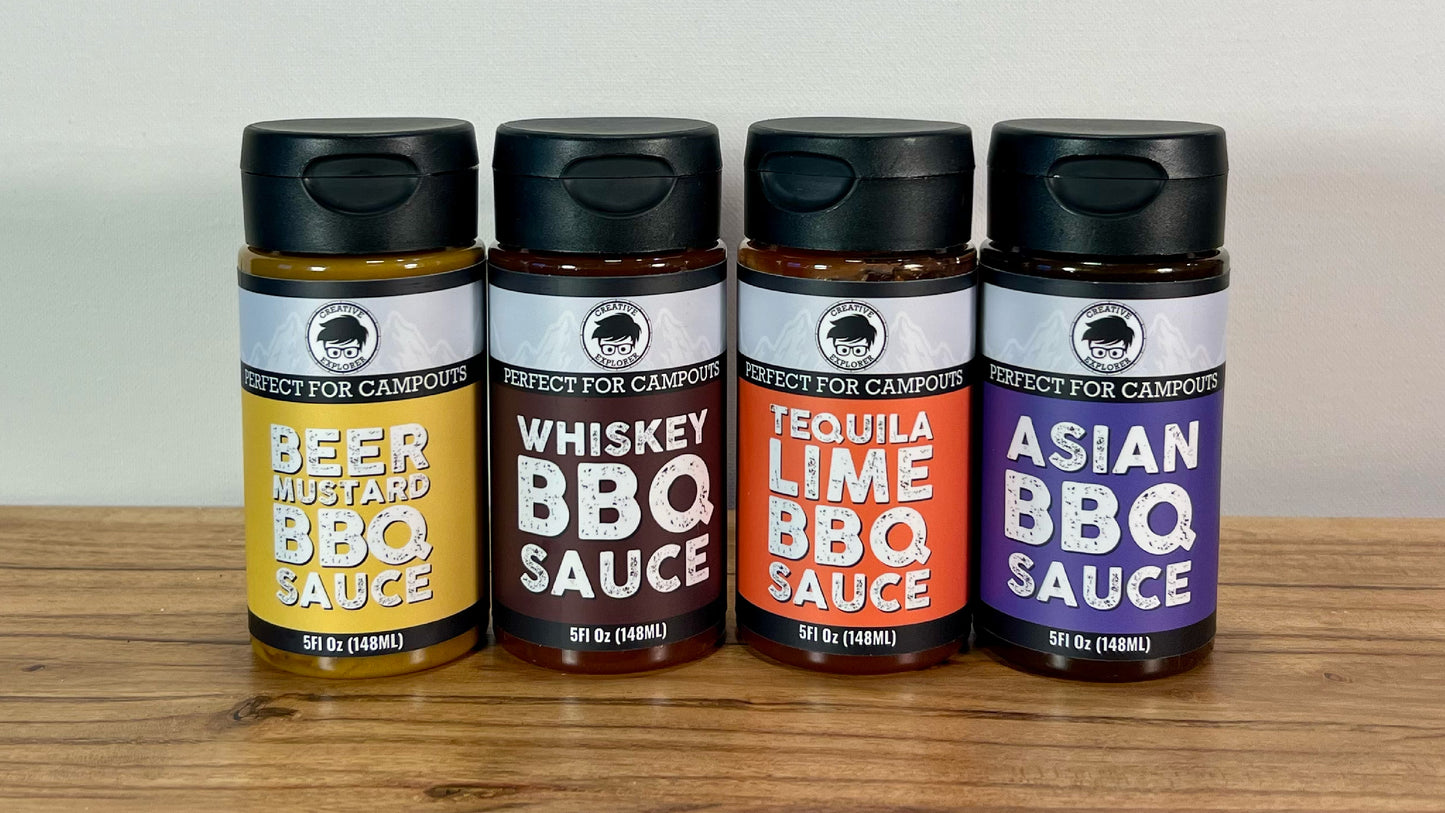 CREATIVE
EXPLORER
PERFECT FOR CAMPOUTS
BEER
MUSTARD
BBQ
SAUCE
5Fl Oz (148ML)
CREATIVE
EXPLORER
PERFECT FOR CAMPOUTS
WHISKEY
BBQ
SAUCE
5Fl Oz (148ML)
CREATIVE
EXPLORER
PERFECT FOR CAMPOUTS
TEQUILA
LIME
BBQ
SAUCE
5Fl Oz (148ML)
CREATIVE
EXPLORER
PERFECT FOR CAMPOUTS
ASIAN
BBQ
SAUCE
5Fl Oz (148ML)